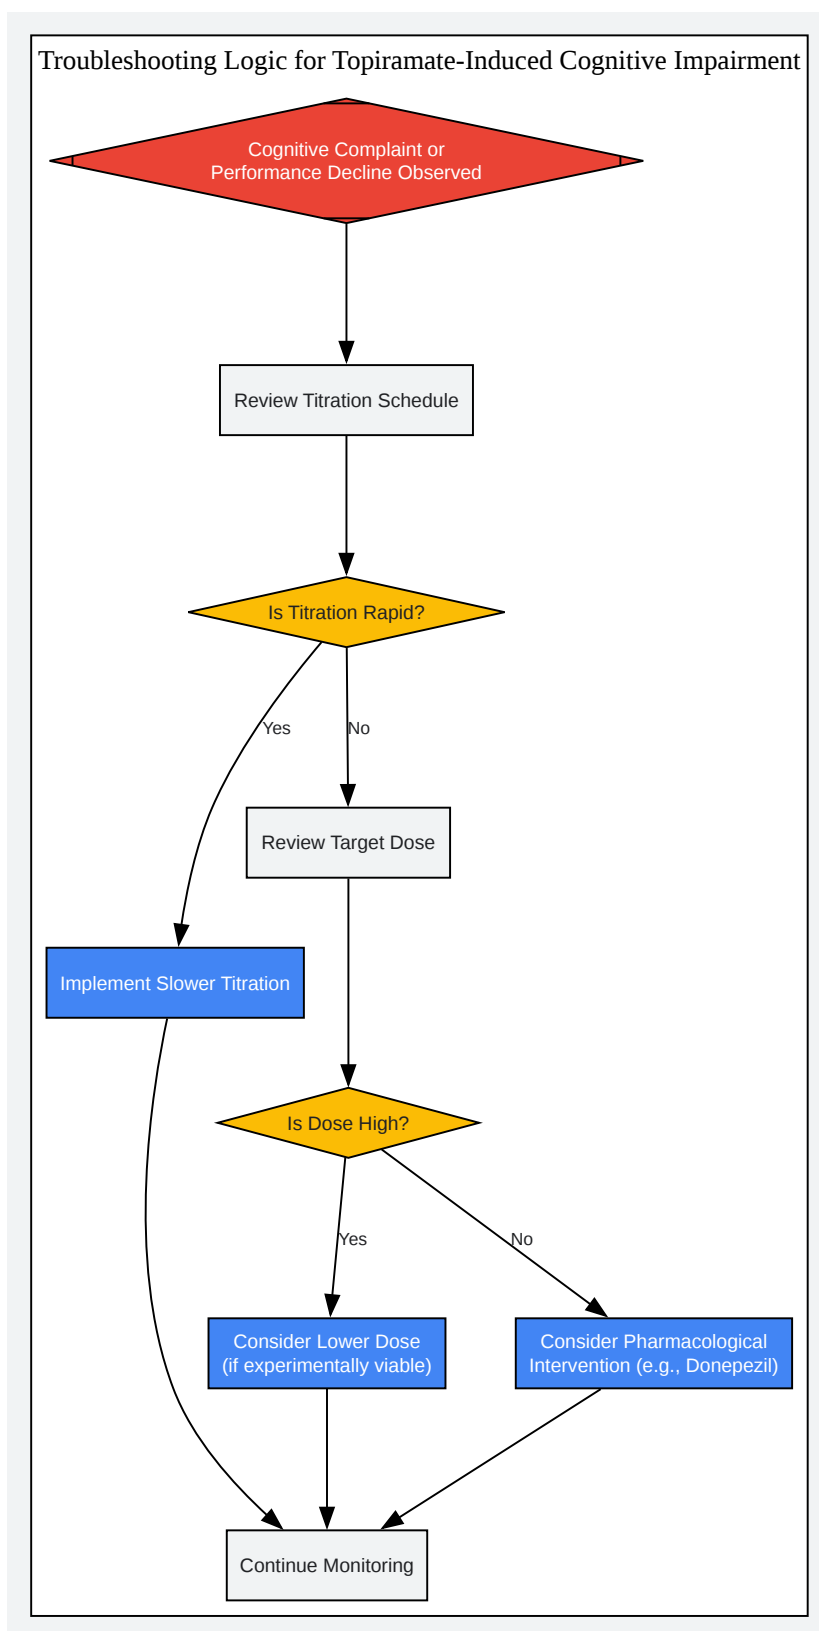 Troubleshooting Logic for Topiramate-Induced Cognitive Impairment
Cognitive Complaint or
Performance Decline Observed
Review Titration Schedule
Is Titration Rapid?
Yes
No
Review Target Dose
Implement Slower Titration
Is Dose High?
Yes
No
Consider Lower Dose
(if experimentally viable)
Consider Pharmacological
Intervention (e.g., Donepezil)
Continue Monitoring